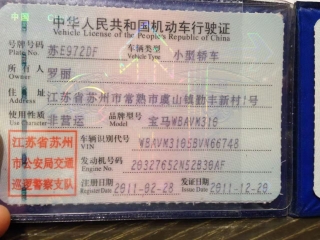 中华人民共和国机动车行驶证
Vehicle License of the People's Republic of China
号牌号码 苏E972DF 车辆类型 小型轿车
Plate No. Vehicle Type
所有人 罗丽
Owner
住址 江苏省苏州市常熟市虞山镇勤丰新村1号
Address
使用性质 非营运 品牌型号 宝马WBAVM310
Use Character Model
江苏省苏州
市公安局交通
巡逻警察支队
车辆识别代号 WBAVM3105BVN66748
VIN
发动机号码 20327652N52B30AF
Engine No.
注册日期 2011-02-28 发证日期 2011-12-29
Register Date Issue Date